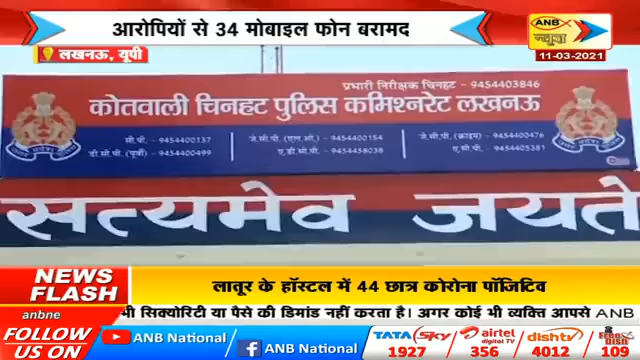 आरोपियों से 34 मोबाइल फोन बरामद
ANB
न्यूज
लखनऊ, यूपी
11-03-2021
प्रभारी निरीक्षक चिनहट - 9454403846
कोतवाली चिनहट पुलिस कमिश्नरेट लखनऊ
सी.पी. - 9454400137
जे.सी.पी. (एल.ओ.) - 9454400154
जे.सी.पी. (क्राइम) - 9454400476
डी.सी.पी. (पूर्वी) - 9454400499
ए.डी.सी.पी. - 9454458038
ए.सी.पी. - 9454405381
सत्यमेव जयते
NEWS FLASH
लातूर के हॉस्टल में 44 छात्र कोरोना पॉजिटिव
anbne
भी सिक्योरिटी या पैसे की डिमांड नहीं करता है। अगर कोई भी व्यक्ति आपसे ANB
FOLLOW US ON
ANB National
ANB National
TATA Sky 1927
airtel digital TV 356
dishtv 4012
FREE DISH 109